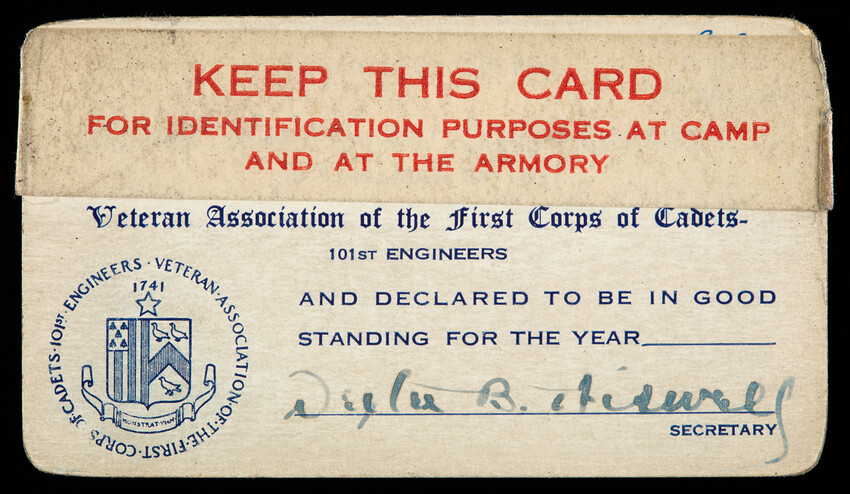 KEEP THIS CARD
FOR IDENTIFICATION PURPOSES AT CAMP
AND AT THE ARMORY
Veteran Association of the First Corps of Cadets-
101ST ENGINEERS
AND DECLARED TO BE IN GOOD
STANDING FOR THE YEAR
B.
SECRETARY
101ST·ENGINEERS·VETERAN·ASSOCIATION·OF·THE·FIRST·CORPS·OF·CADETS·
1741
MONSTRAT VIAM